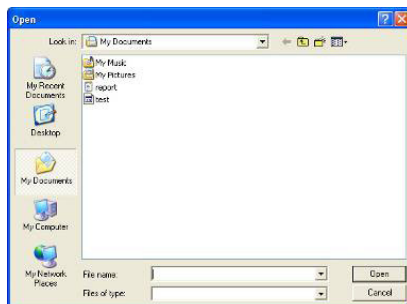 Open
Look in: My Documents
My Music
My Pictures
report
test
My Recent
Documents
Desktop
My Documents
My Computer
My Network
Places
File name:
Open
Files of type:
Cancel